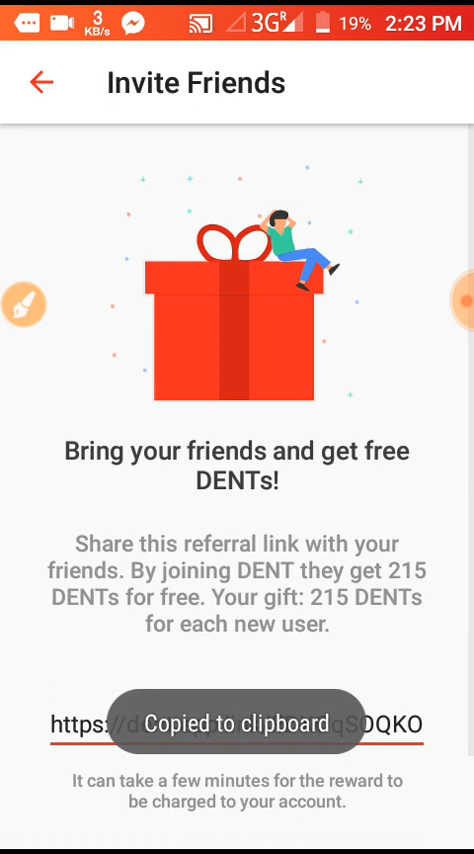 3
KB/s
3G R
19%
2:23 PM
Invite Friends
Bring your friends and get free
DENTs!
Share this referral link with your
friends. By joining DENT they get 215
DENTs for free. Your gift: 215 DENTs
for each new user.
https:/
Copied to clipboard
It can take a few minutes for the reward to
be charged to your account.